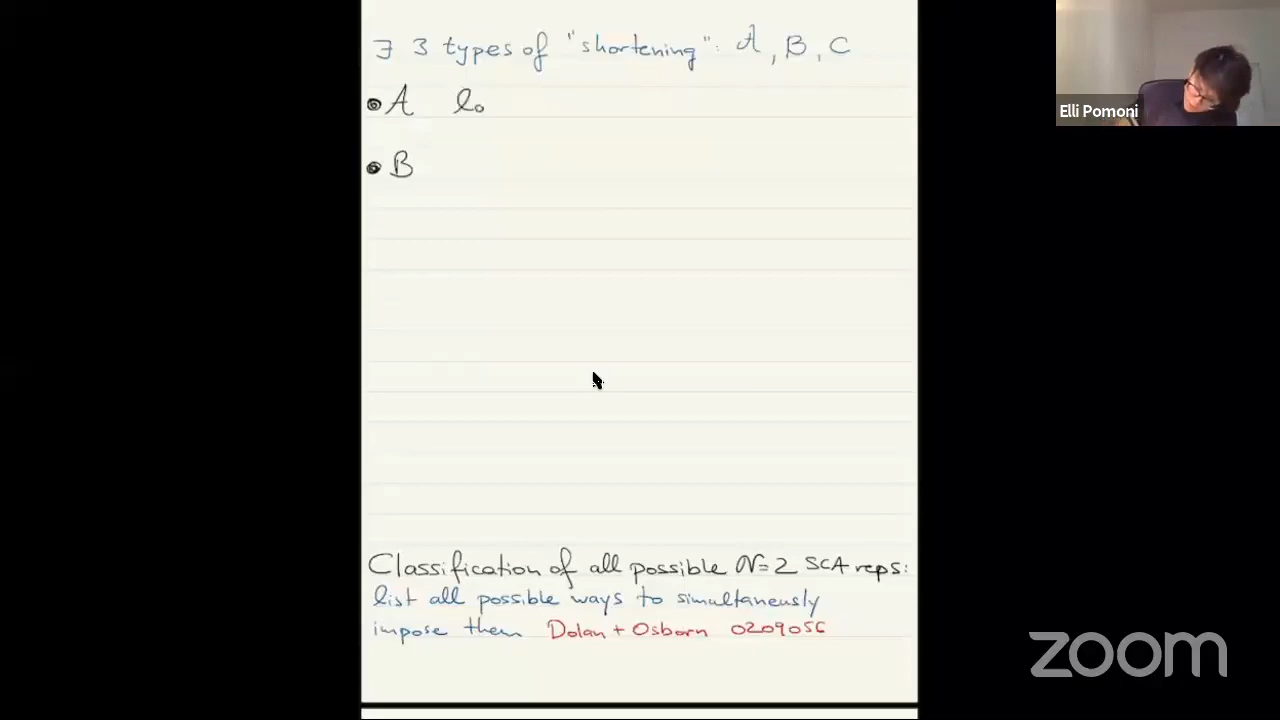 ∃ 3 types of "shortening": A, B, C
• A lo
• B
Classification of all possible N=2 SCA reps:
list all possible ways to simultaneusly
impose them Dolan + Osborn 0209056
Elli Pomoni
zoom